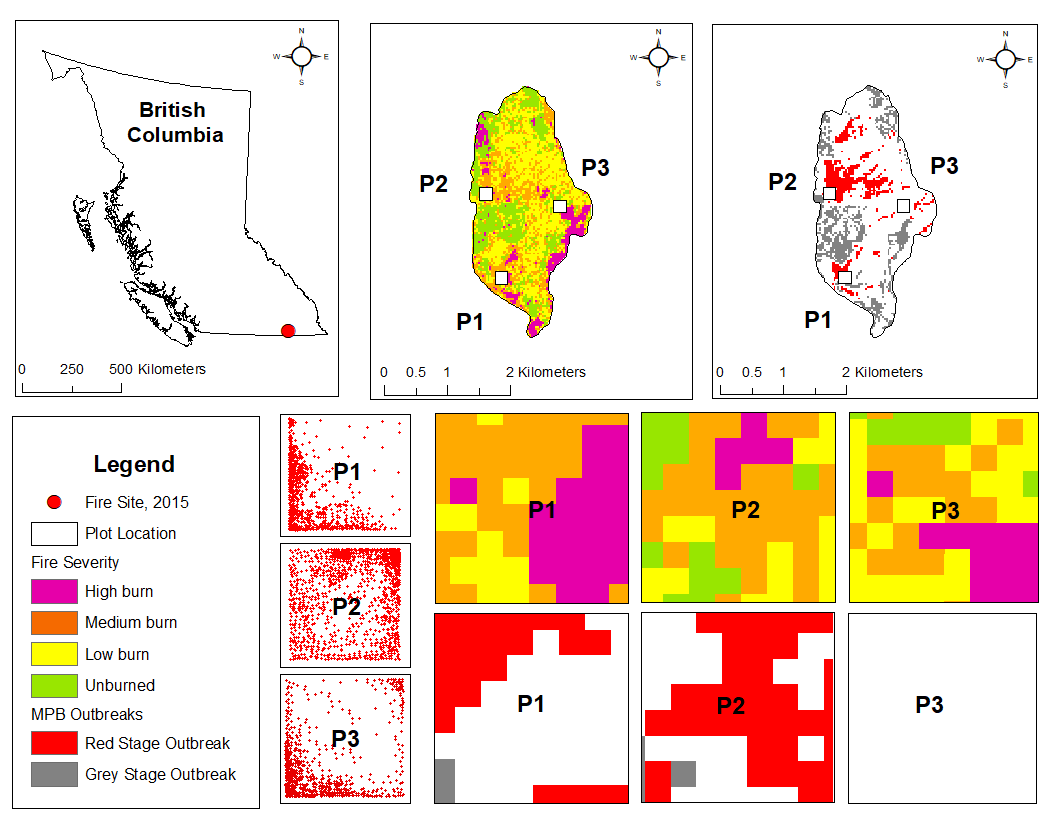 N
W E
S
British
Columbia
0 250 500 Kilometers
N
W E
S
P2
P3
P1
0 0.5 1 2 Kilometers
N
W E
S
P2
P3
P1
0 0.5 1 2 Kilometers
Legend
Fire Site, 2015
Plot Location
Fire Severity
High burn
Medium burn
Low burn
Unburned
MPB Outbreaks
Red Stage Outbreak
Grey Stage Outbreak
P1
P2
P3
P1
P2
P3
P1
P2
P3